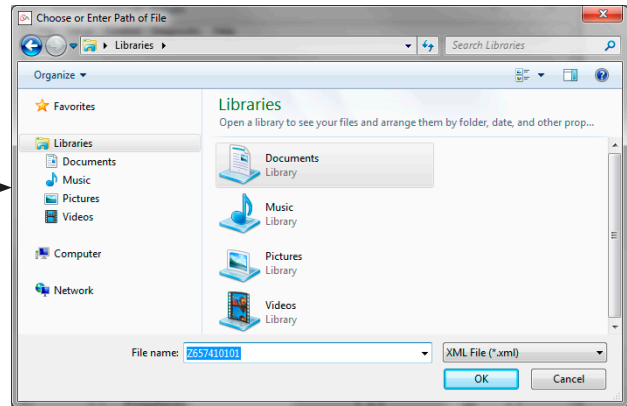 Choose or Enter Path of File
Libraries
Search Libraries
Organize
Favorites
Libraries
Documents
Music
Pictures
Videos
Computer
Network
Libraries
Open a library to see your files and arrange them by folder, date, and other prop...
Documents
Library
Music
Library
Pictures
Library
Videos
Library
File name: Z657410101
XML File (*.xml)
OK Cancel